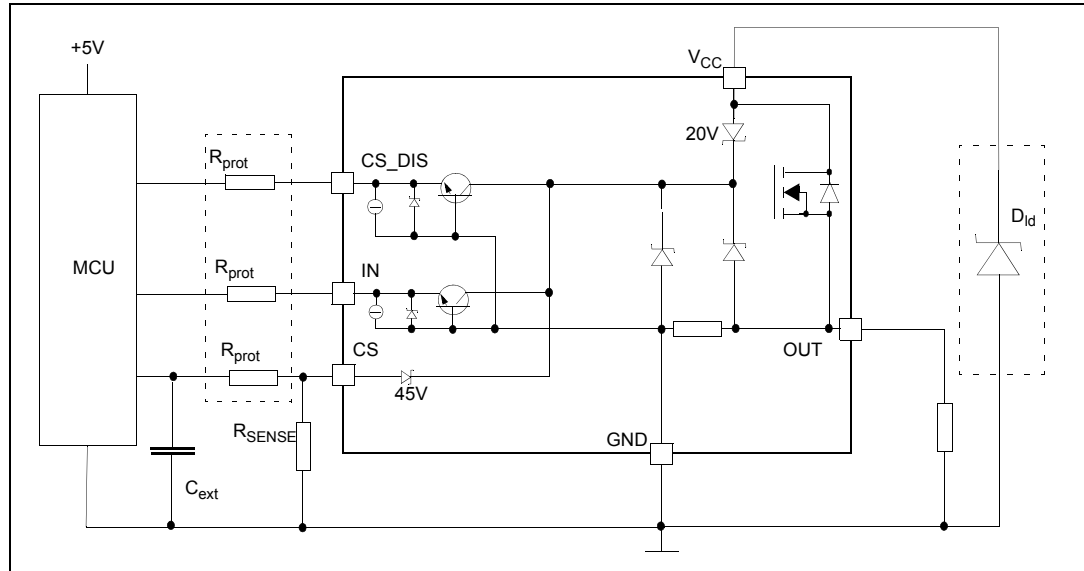 +5V
V_CC
20V
R_prot
CS_DIS
D_ld
MCU
R_prot
IN
R_prot
CS
OUT
45V
R_SENSE
GND
C_ext